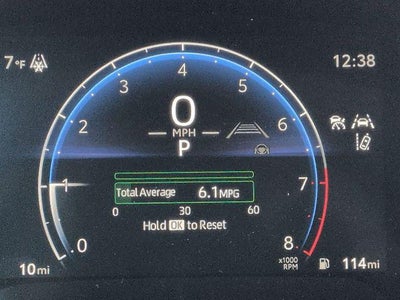 7°F
12:38
4
3 5
0
MPH
2 6
P
1 7
Total Average 6.1 MPG
0 30 60
Hold OK to Reset
0 8
x1000
RPM
10 mi
114 mi